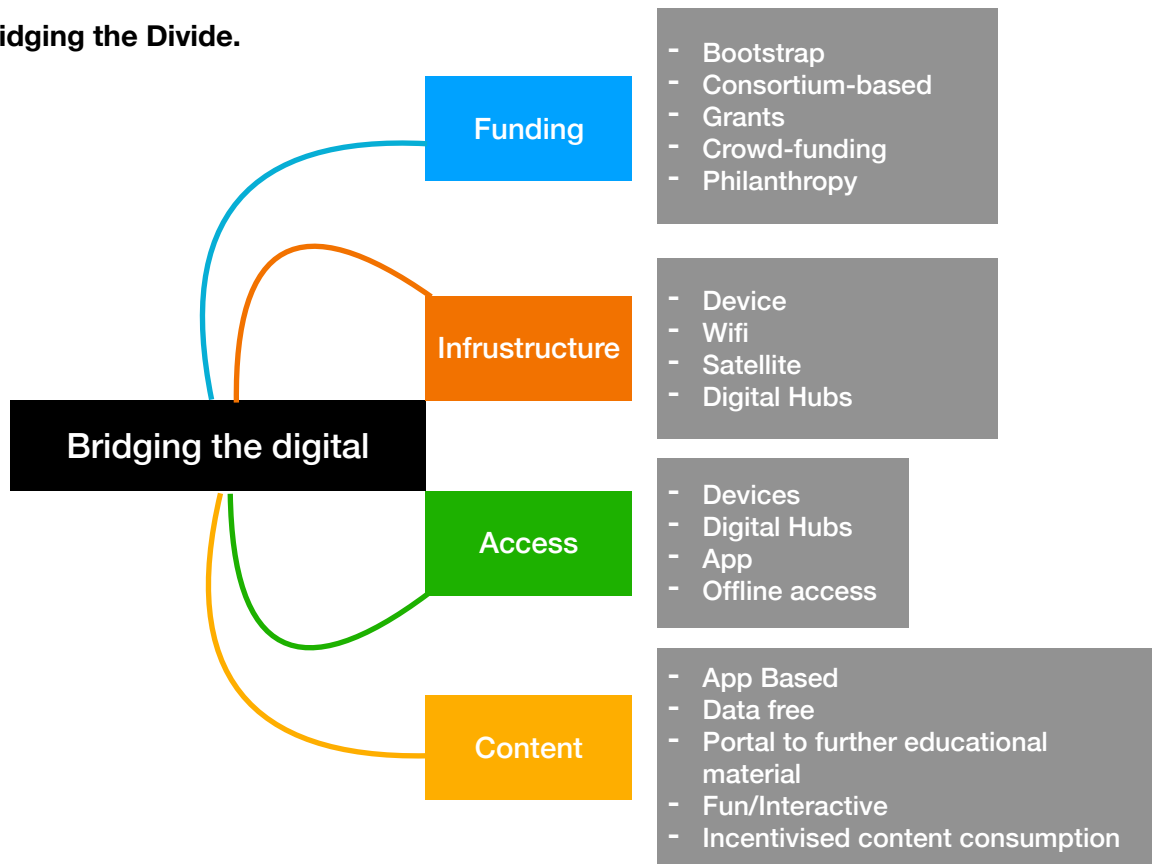 idging the Divide.
Funding
- Bootstrap
- Consortium-based
- Grants
- Crowd-funding
- Philanthropy
Infrustructure
- Device
- Wifi
- Satellite
- Digital Hubs
Bridging the digital
Access
- Devices
- Digital Hubs
- App
- Offline access
Content
- App Based
- Data free
- Portal to further educational
material
- Fun/Interactive
- Incentivised content consumption